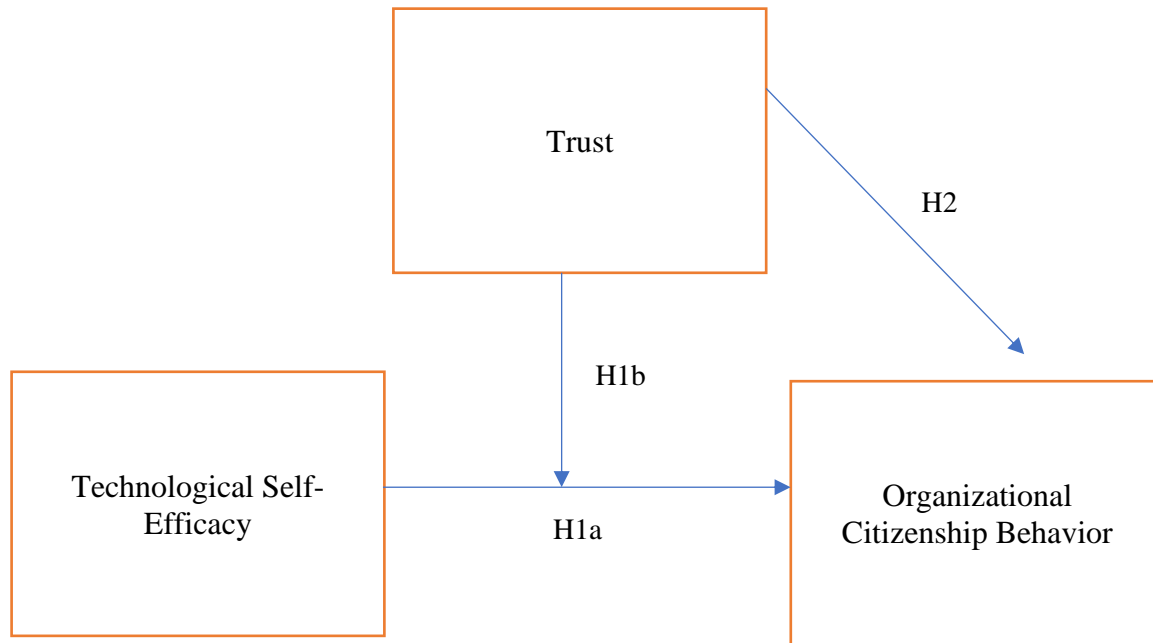 Trust
H2
H1b
Technological Self-
Efficacy
H1a
Organizational
Citizenship Behavior